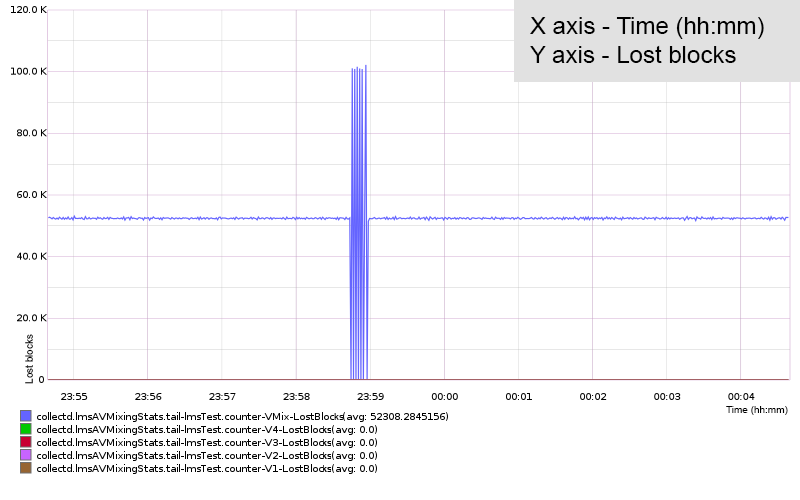 X axis - Time (hh:mm)
Y axis - Lost blocks
120.0 K
100.0 K
80.0 K
60.0 K
40.0 K
20.0 K
0
Lost blocks
23:55 23:56 23:57 23:58 23:59 00:00 00:01 00:02 00:03 00:04
Time (hh:mm)
collectd.lmsAVMixingStats.tail-lmsTest.counter-VMix-LostBlocks(avg: 52308.2845156)
collectd.lmsAVMixingStats.tail-lmsTest.counter-V4-LostBlocks(avg: 0.0)
collectd.lmsAVMixingStats.tail-lmsTest.counter-V3-LostBlocks(avg: 0.0)
collectd.lmsAVMixingStats.tail-lmsTest.counter-V2-LostBlocks(avg: 0.0)
collectd.lmsAVMixingStats.tail-lmsTest.counter-V1-LostBlocks(avg: 0.0)